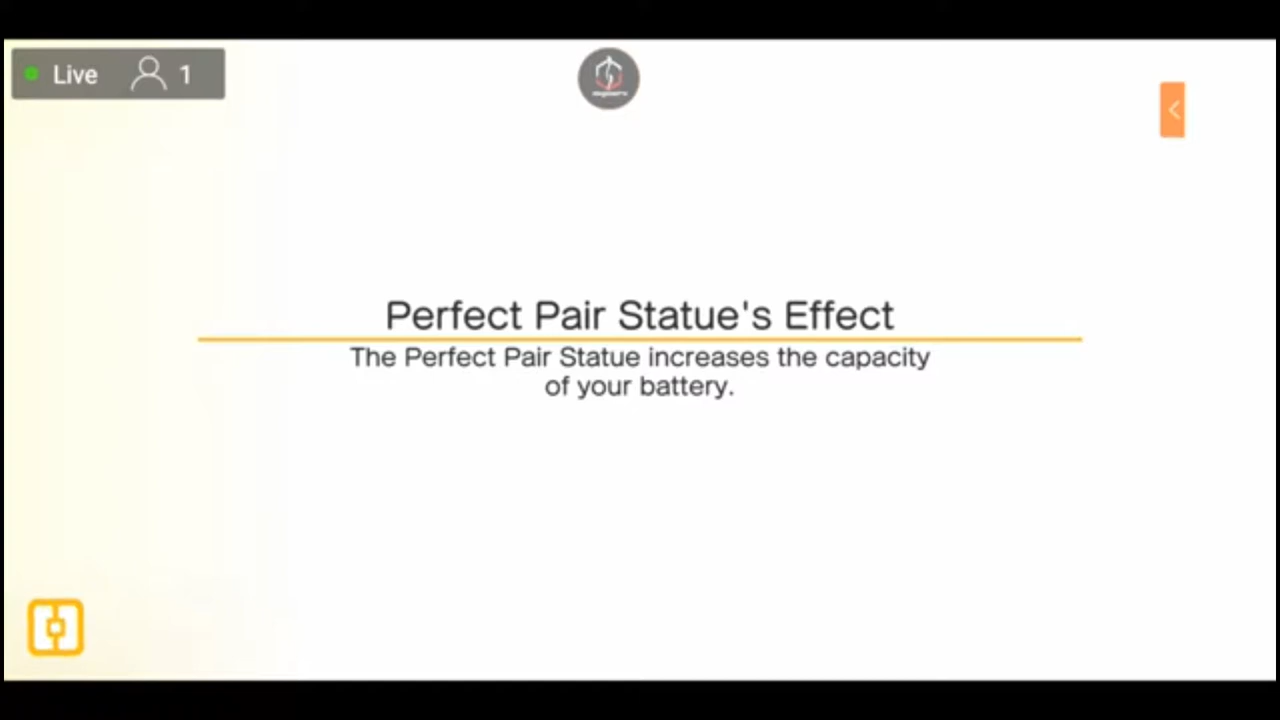 Live 1
Perfect Pair Statue's Effect
The Perfect Pair Statue increases the capacity
of your battery.